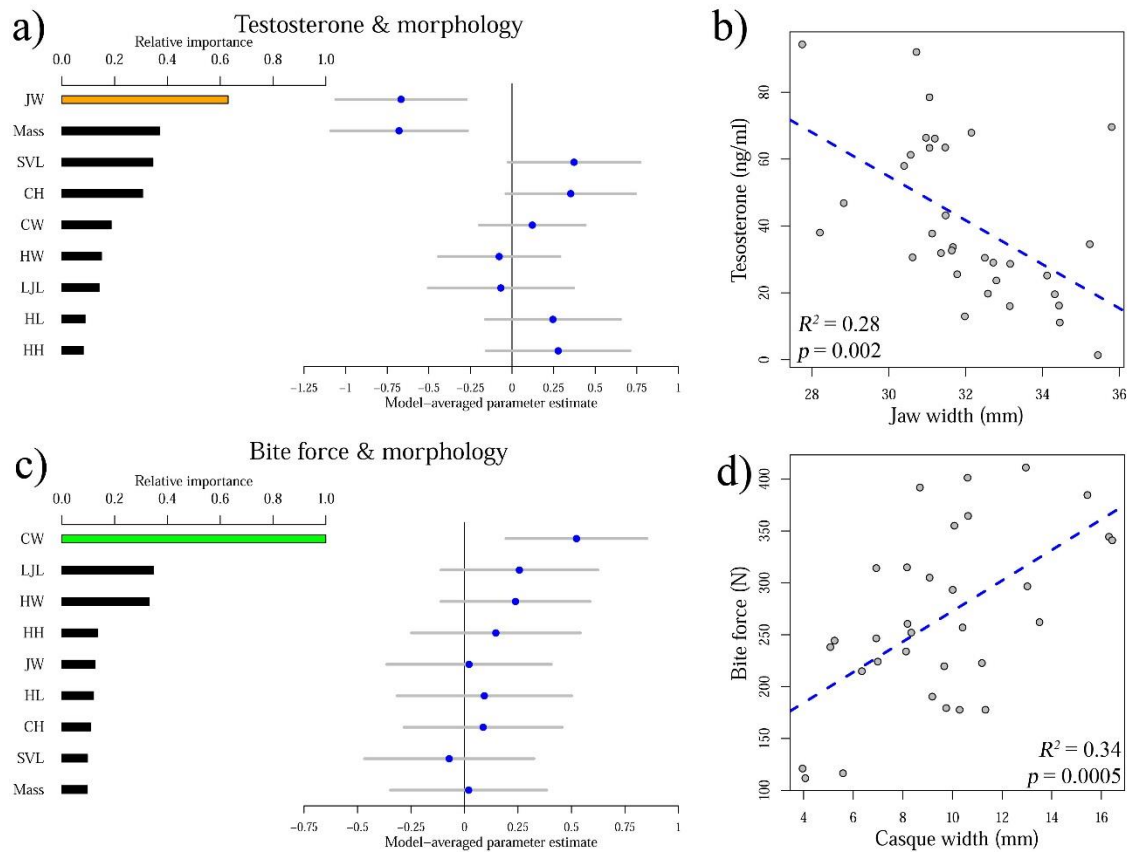 a)
Testosterone & morphology
Relative importance
0.0 0.2 0.4 0.6 0.8 1.0
JW
Mass
SVL
CH
CW
HW
LJL
HL
HH
-1.25 -1 -0.75 -0.5 -0.25 0 0.25 0.5 0.75 1
Model-averaged parameter estimate
b)
Tesosterone (ng/ml)
0 20 40 60 80
R² = 0.28
p = 0.002
28 30 32 34 36
Jaw width (mm)
c)
Bite force & morphology
Relative importance
0.0 0.2 0.4 0.6 0.8 1.0
CW
LJL
HW
HH
JW
HL
CH
SVL
Mass
-0.75 -0.5 -0.25 0 0.25 0.5 0.75 1
Model-averaged parameter estimate
d)
Bite force (N)
100 150 200 250 300 350 400
R² = 0.34
p = 0.0005
4 6 8 10 12 14 16
Casque width (mm)